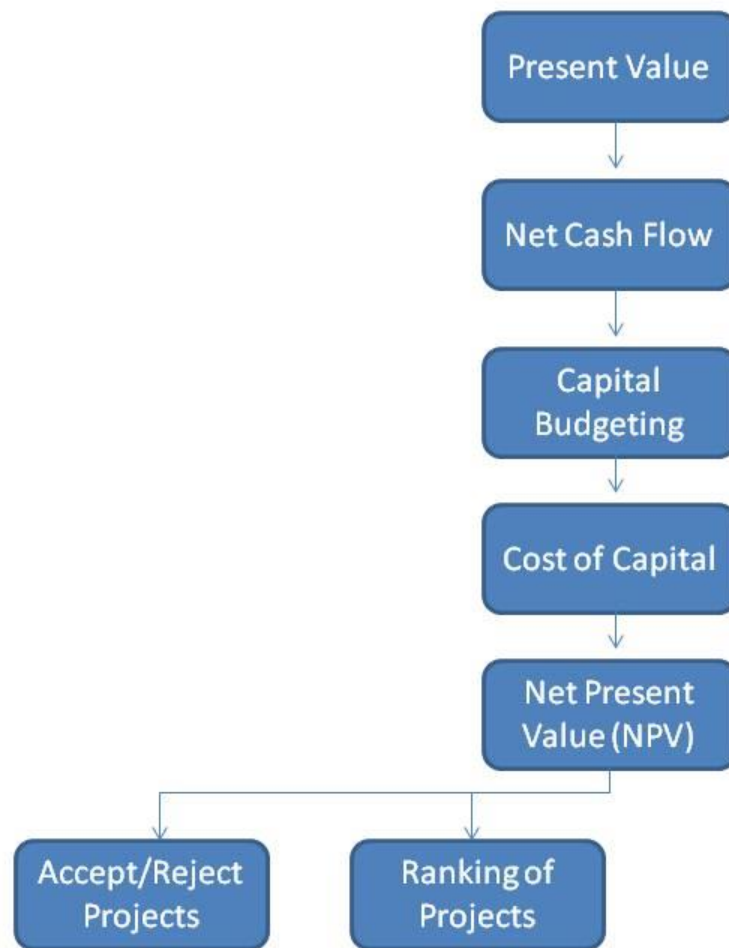 Present Value
Net Cash Flow
Capital
Budgeting
Cost of Capital
Net Present
Value (NPV)
Accept/Reject
Projects
Ranking of
Projects